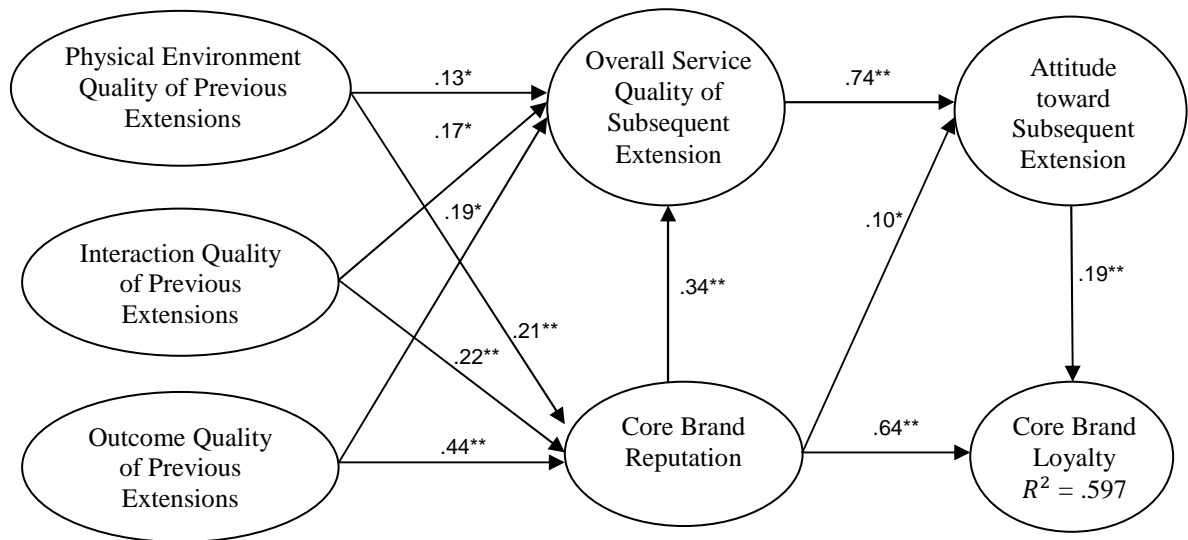 Physical Environment
Quality of Previous
Extensions
Interaction Quality
of Previous
Extensions
Outcome Quality
of Previous
Extensions
.13*
.17*
.19*
.21**
.22**
.44**
Overall Service
Quality of
Subsequent
Extension
.34**
Core Brand
Reputation
.74**
.10*
.64**
Attitude
toward
Subsequent
Extension
.19**
Core Brand
Loyalty
R² = .597